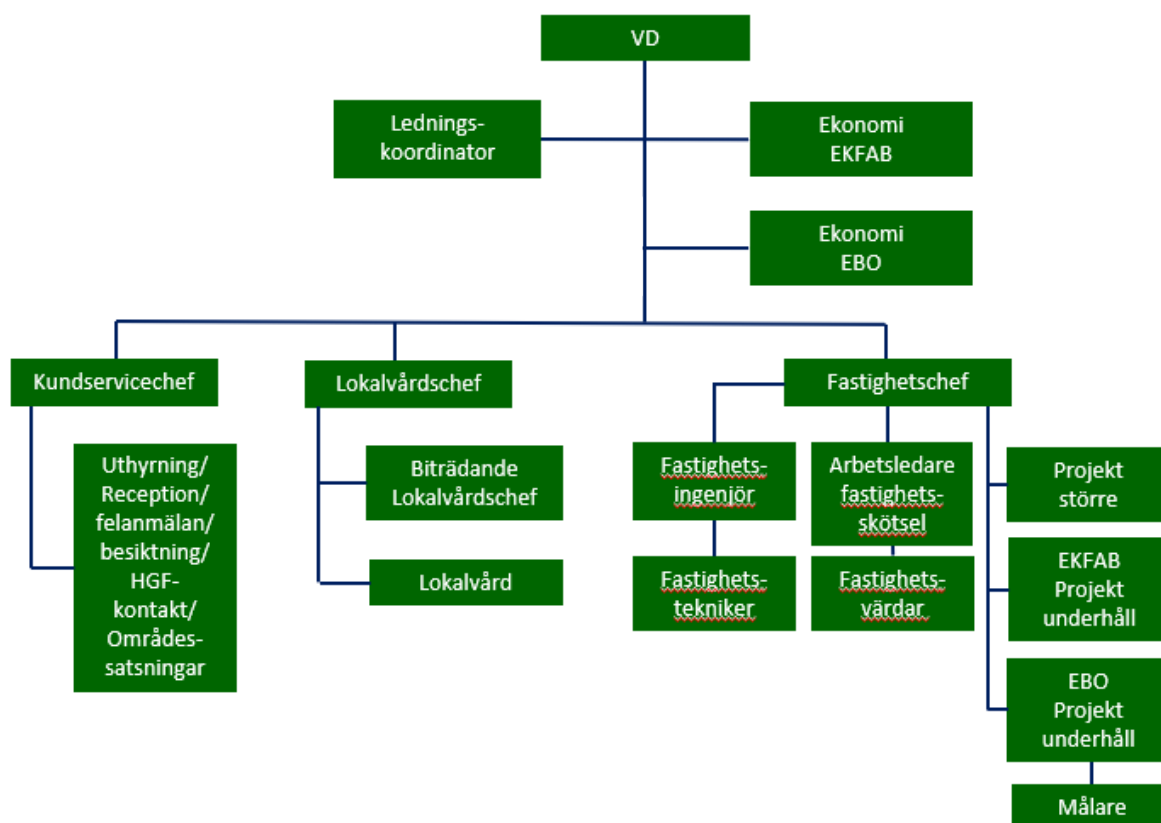 VD
Lednings-
koordinator
Ekonomi
EKFAB
Ekonomi
EBO
Kundservicechef
Lokalvårdschef
Fastighetschef
Uthyrning/
Reception/
felanmälan/
besiktning/
HGF-
kontakt/
Områdes-
satsningar
Biträdande
Lokalvårdschef
Lokalvård
Fastighets-
ingenjör
Fastighets-
tekniker
Arbetsledare
fastighets-
skötsel
Fastighets-
värdar
Projekt
större
EKFAB
Projekt
underhåll
EBO
Projekt
underhåll
Målare